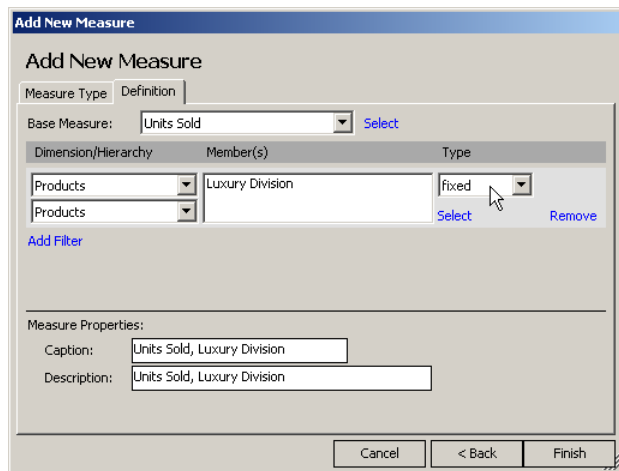 Add New Measure
Add New Measure
Measure Type Definition
Base Measure: Units Sold Select
Dimension/Hierarchy Member(s) Type
Products Luxury Division fixed
Products Select Remove
Add Filter
Measure Properties:
Caption: Units Sold, Luxury Division
Description: Units Sold, Luxury Division
Cancel < Back Finish